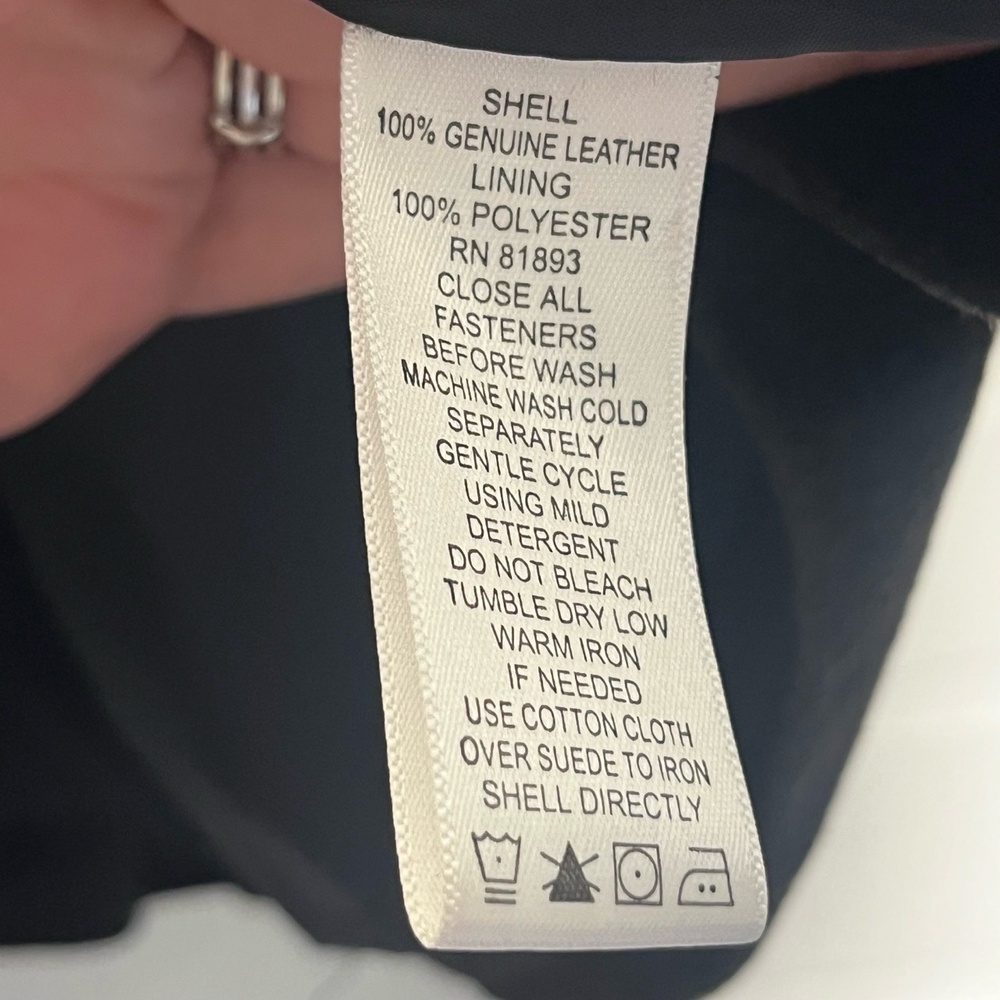 SHELL
100% GENUINE LEATHER
LINING
100% POLYESTER
RN 81893
CLOSE ALL
FASTENERS
BEFORE WASH
MACHINE WASH COLD
SEPARATELY
GENTLE CYCLE
USING MILD
DETERGENT
DO NOT BLEACH
TUMBLE DRY LOW
WARM IRON
IF NEEDED
USE COTTON CLOTH
OVER SUEDE TO IRON
SHELL DIRECTLY